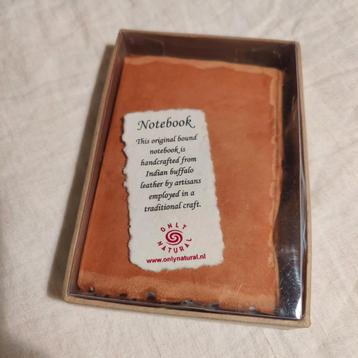 Notebook
This original bound
notebook is
handcrafted from
Indian buffalo
leather by artisans
employed in a
traditional craft.
ONLY
NATURAL
www.onlynatural.nl